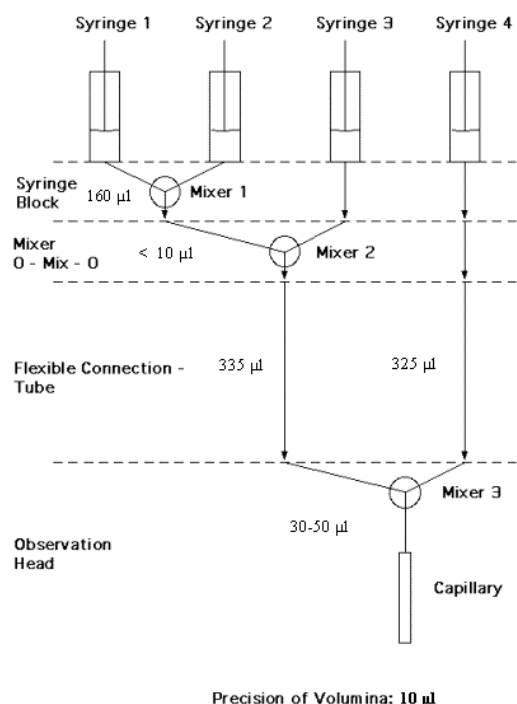 Syringe 1 Syringe 2 Syringe 3 Syringe 4
Syringe
Block
160 µl
Mixer 1
Mixer
O - Mix - O
< 10 µl
Mixer 2
Flexible Connection -
Tube
335 µl
325 µl
Mixer 3
30-50 µl
Observation
Head
Capillary
Precision of Volumina: 10 µl